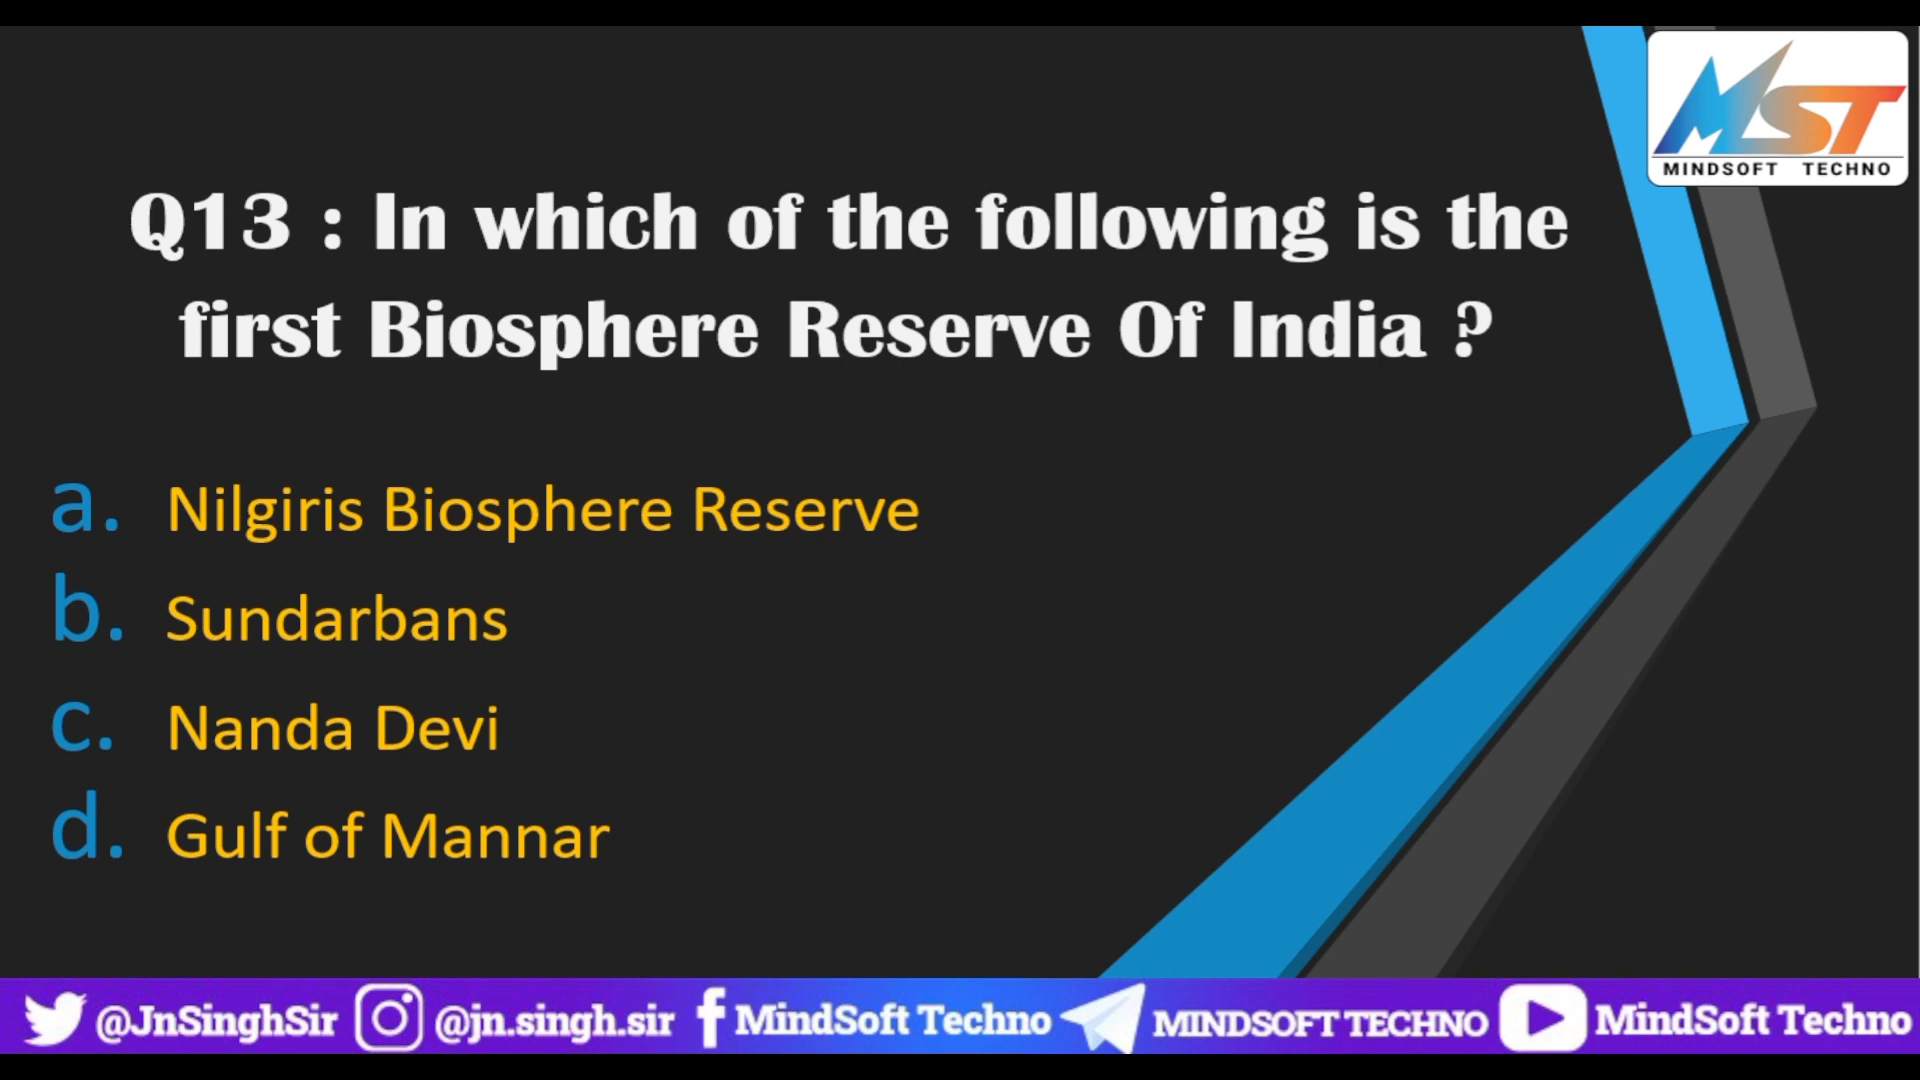 MST
MINDSOFT TECHNO
Q13 : In which of the following is the
first Biosphere Reserve Of India ?
a. Nilgiris Biosphere Reserve
b. Sundarbans
c. Nanda Devi
d. Gulf of Mannar
@JnSinghSir @jn.singh.sir f MindSoft Techno MINDSOFT TECHNO MindSoft Techno